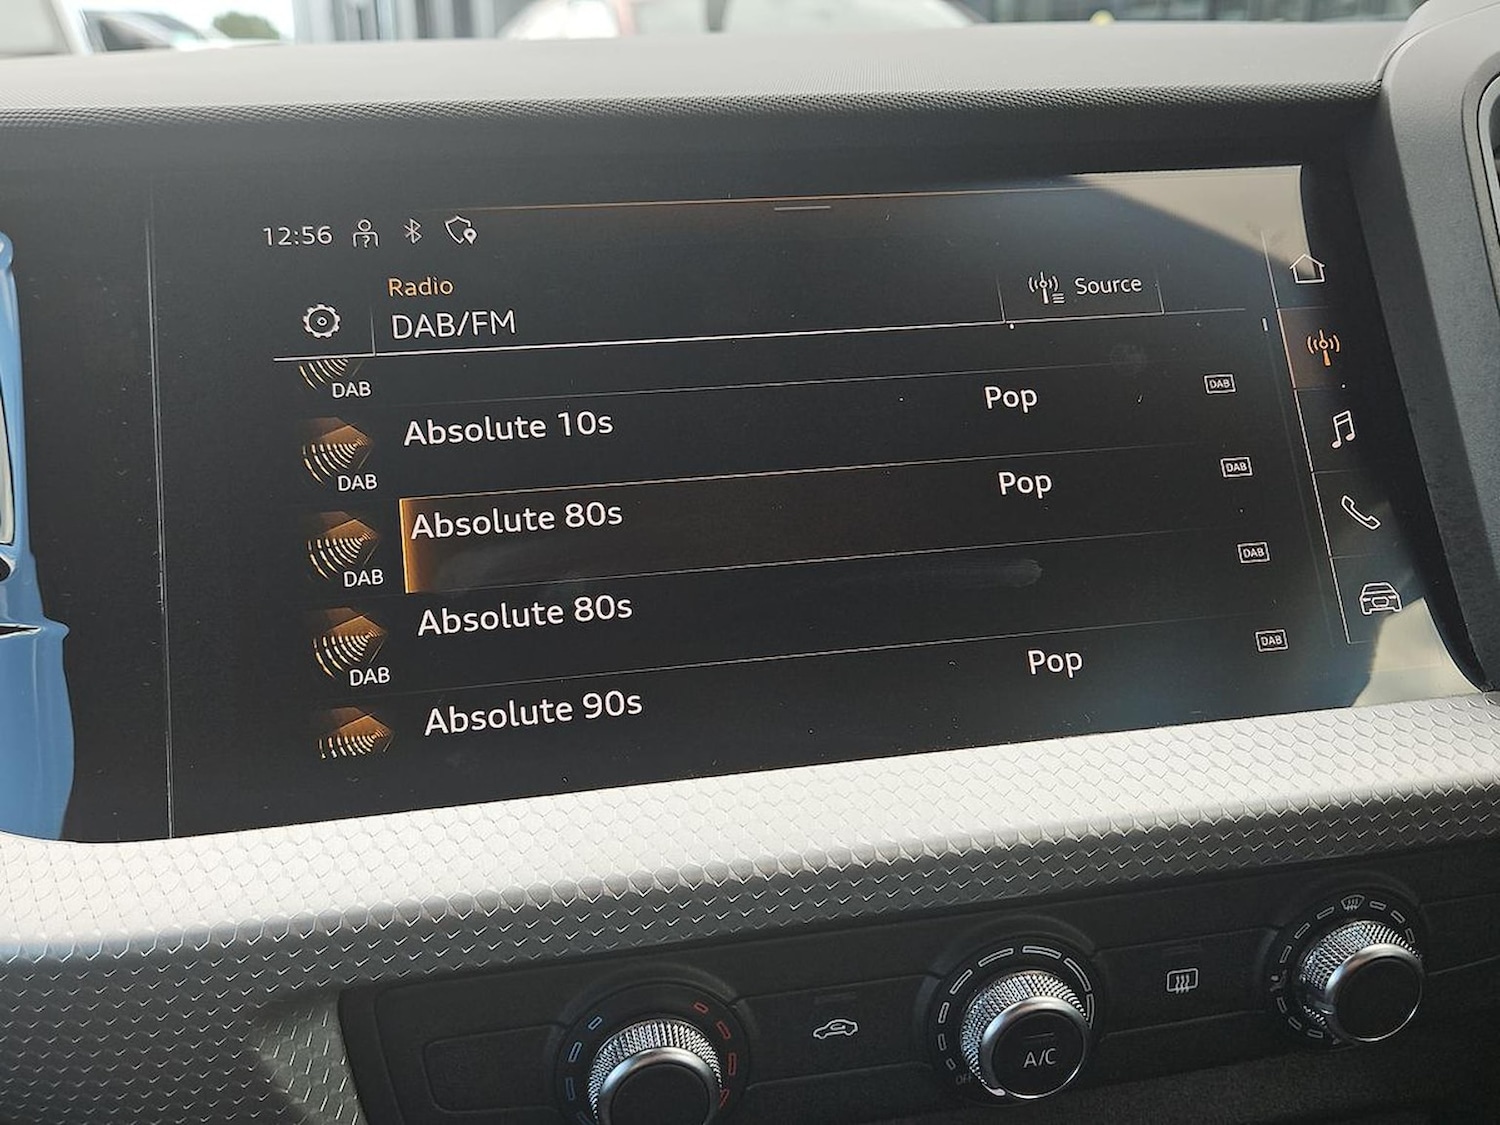 12:56
Radio
DAB/FM
Source
DAB
DAB
Absolute 10s
Pop
DAB
DAB
Absolute 80s
Pop
DAB
DAB
Absolute 80s
DAB
DAB
Absolute 90s
Pop
A/C
OFF